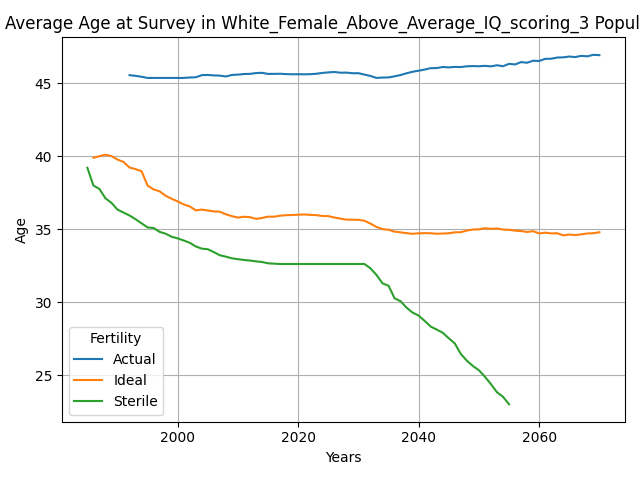 Average Age at Survey in White_Female_Above_Average_IQ_scoring_3 Popul
45
40
35
30
25
Age
Fertility
Actual
Ideal
Sterile
2000 2020 2040 2060
Years